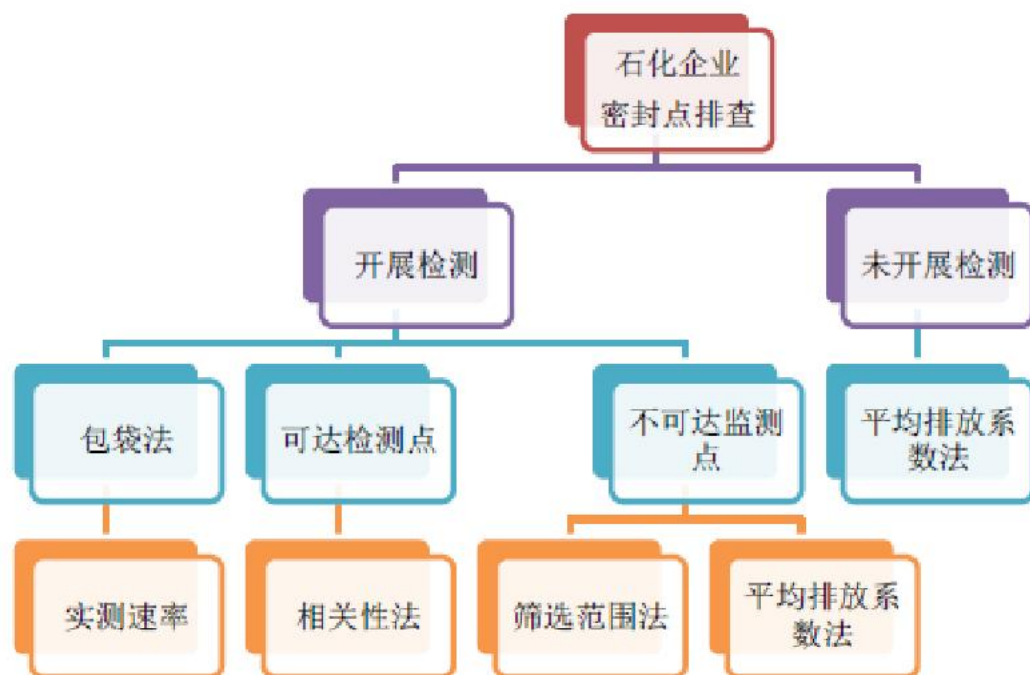 石化企业
密封点排查
开展检测
未开展检测
包袋法
可达检测点
不可达监测
点
平均排放系
数法
实测速率
相关性法
筛选范围法
平均排放系
数法